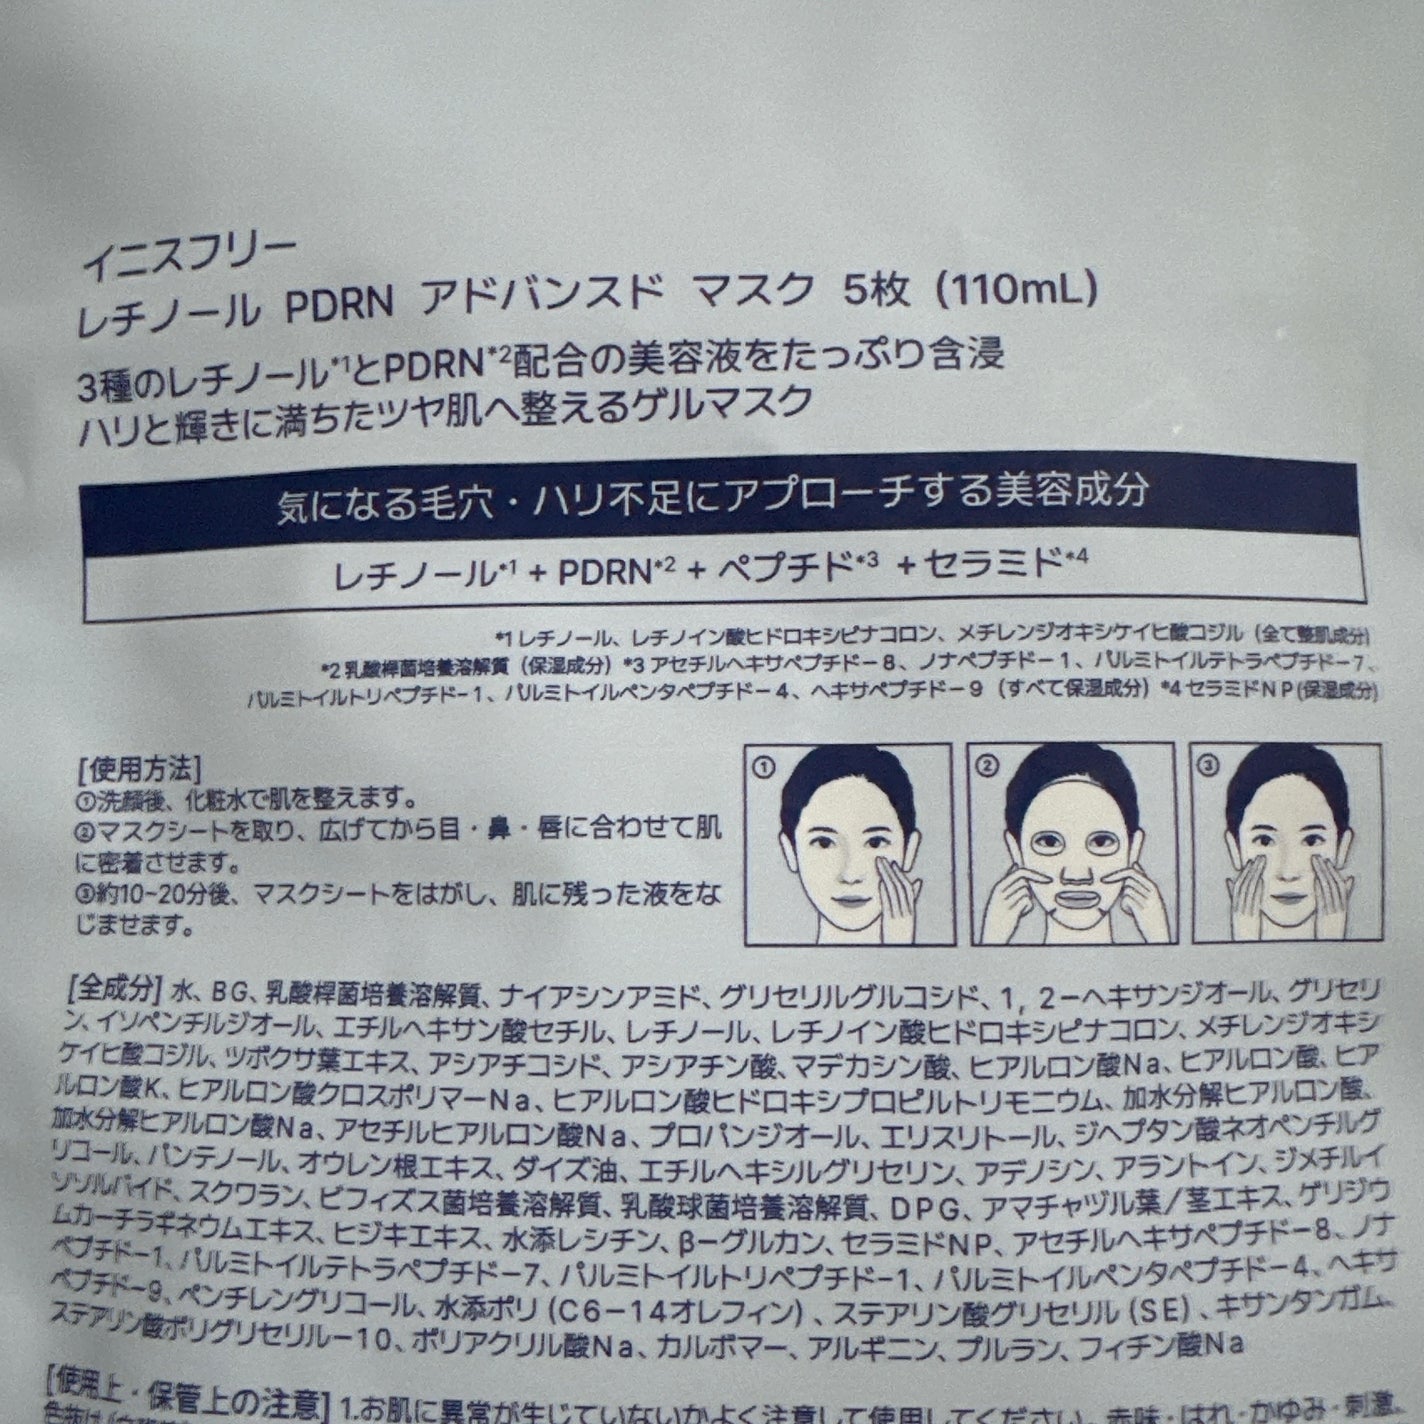 イニスフリー
レチノール PDRN アドバンスド マスク 5枚 (110mL)
3種のレチノール*1とPDRN*2配合の美容液をたっぷり含浸
ハリと輝きに満ちたツヤ肌へ整えるゲルマスク
気になる毛穴・ハリ不足にアプローチする美容成分
レチノール*1 + PDRN*2 + ペプチド*3 + セラミド*4
*1 レチノール、レチノイン酸ヒドロキシピナコロン、メチレンジオキシケイヒ酸コジル（全て整肌成分）
*2 乳酸桿菌培養溶解質（保湿成分）*3 アセチルヘキサペプチド－8、ノナペプチド－1、パルミトイルテトラペプチド－7、
パルミトイルトリペプチド－1、パルミトイルペンタペプチド－4、ヘキサペプチド－9（すべて保湿成分）*4 セラミドNP(保湿成分)
[使用方法]
①洗顔後、化粧水で肌を整えます。
②マスクシートを取り、広げてから目・鼻・唇に合わせて肌
に密着させます。
③約10~20分後、マスクシートをはがし、肌に残った液をな
じませます。
① ② ③
[全成分] 水、BG、乳酸桿菌培養溶解質、ナイアシンアミド、グリセリルグルコシド、1，2－ヘキサンジオール、グリセリ
ン、イソペンチルジオール、エチルヘキサン酸セチル、レチノール、レチノイン酸ヒドロキシピナコロン、メチレンジオキシ
ケイヒ酸コジル、ツボクサ葉エキス、アシアチコシド、アシアチン酸、マデカシン酸、ヒアルロン酸Na、ヒアルロン酸、ヒア
ルロン酸K、ヒアルロン酸クロスポリマーNa、ヒアルロン酸ヒドロキシプロピルトリモニウム、加水分解ヒアルロン酸、
加水分解ヒアルロン酸Na、アセチルヒアルロン酸Na、プロパンジオール、エリスリトール、ジヘプタン酸ネオペンチルグ
リコール、パンテノール、オウレン根エキス、ダイズ油、エチルヘキシルグリセリン、アデノシン、アラントイン、ジメチルイ
ソソルバイド、スクワラン、ビフィズス菌培養溶解質、乳酸球菌培養溶解質、DPG、アマチャヅル葉/茎エキス、ゲリジウ
ムカーチラギネウムエキス、ヒジキエキス、水添レシチン、β－グルカン、セラミドNP、アセチルヘキサペプチド－8、ノナ
ペプチド－1、パルミトイルテトラペプチド－7、パルミトイルトリペプチド－1、パルミトイルペンタペプチド－4、ヘキサ
ペプチド－9、ペンチレングリコール、水添ポリ（C6－14オレフィン）、ステアリン酸グリセリル（SE）、キサンタンガム、
ステアリン酸ポリグリセリル－10、ポリアクリル酸Na、カルボマー、アルギニン、プルラン、フィチン酸Na
[使用上・保管上の注意] 1.お肌に異常が生じていないかよく注意して使用してください。赤味・はれ・かゆみ・刺激、